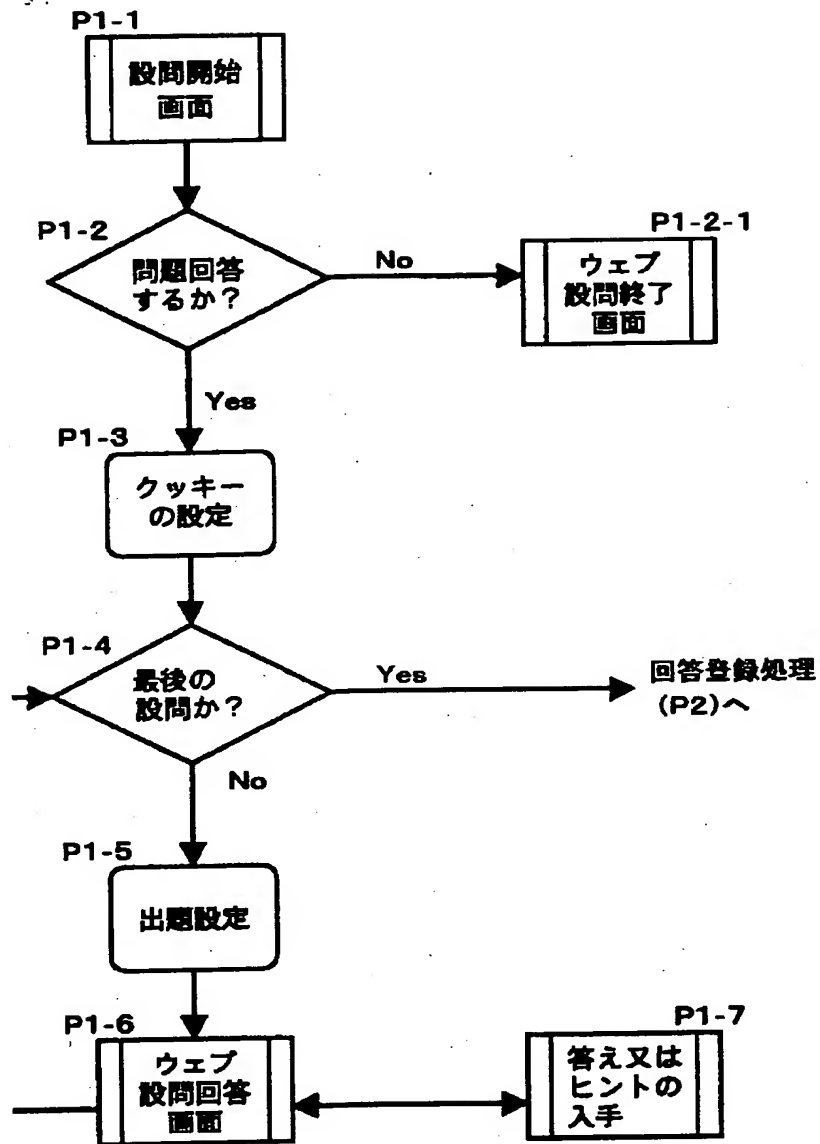 P1-1
設問開始
画面
P1-2
問題回答
するか？
No
P1-2-1
ウェブ
設問終了
画面
Yes
P1-3
クッキー
の設定
P1-4
最後の
設問か？
Yes
回答登録処理
(P2)へ
No
P1-5
出題設定
P1-6
ウェブ
設問回答
画面
P1-7
答え又は
ヒントの
入手